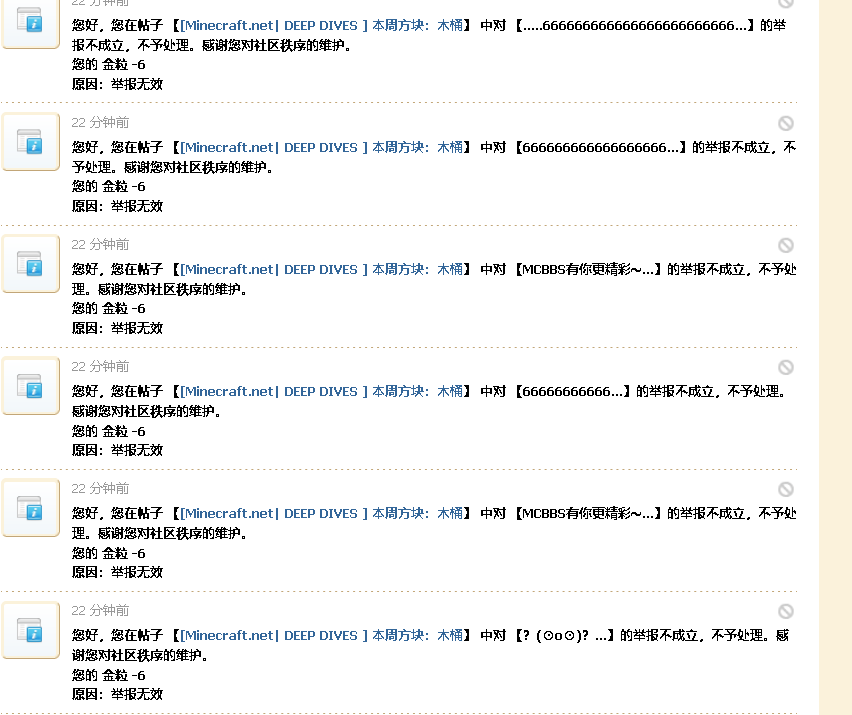 22 分钟前
您好，您在帖子 【[Minecraft.net| DEEP DIVES ] 本周方块：木桶】 中对 【.....666666666666666666666666...】的举
报不成立，不予处理。感谢您对社区秩序的维护。
您的 金粒 -6
原因：举报无效
22 分钟前
您好，您在帖子 【[Minecraft.net| DEEP DIVES ] 本周方块：木桶】 中对 【666666666666666666...】的举报不成立，不
予处理。感谢您对社区秩序的维护。
您的 金粒 -6
原因：举报无效
22 分钟前
您好，您在帖子 【[Minecraft.net| DEEP DIVES ] 本周方块：木桶】 中对 【MCBBS有你更精彩～...】的举报不成立，不予处
理。感谢您对社区秩序的维护。
您的 金粒 -6
原因：举报无效
22 分钟前
您好，您在帖子 【[Minecraft.net| DEEP DIVES ] 本周方块：木桶】 中对 【66666666666...】的举报不成立，不予处理。
感谢您对社区秩序的维护。
您的 金粒 -6
原因：举报无效
22 分钟前
您好，您在帖子 【[Minecraft.net| DEEP DIVES ] 本周方块：木桶】 中对 【MCBBS有你更精彩～...】的举报不成立，不予处
理。感谢您对社区秩序的维护。
您的 金粒 -6
原因：举报无效
22 分钟前
您好，您在帖子 【[Minecraft.net| DEEP DIVES ] 本周方块：木桶】 中对 【? (⊙o⊙)? ...】的举报不成立，不予处理。感
谢您对社区秩序的维护。
您的 金粒 -6
原因：举报无效